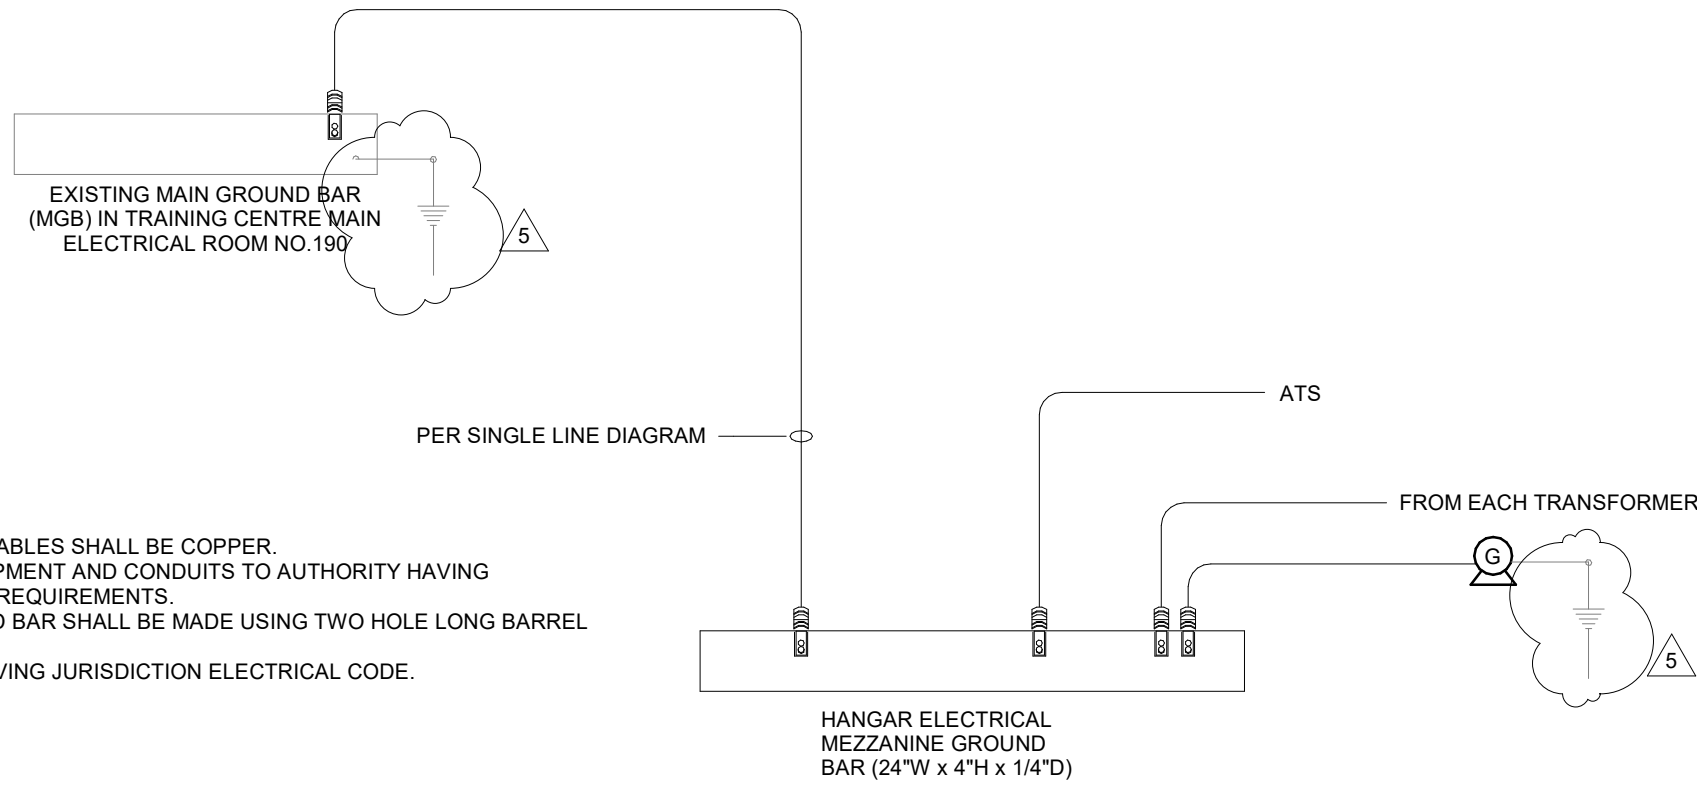 EXISTING MAIN GROUND BAR
(MGB) IN TRAINING CENTRE MAIN
ELECTRICAL ROOM NO.190
5
PER SINGLE LINE DIAGRAM
ATS
FROM EACH TRANSFORMER
G
5
ABLES SHALL BE COPPER.
PMENT AND CONDUITS TO AUTHORITY HAVING
REQUIREMENTS.
D BAR SHALL BE MADE USING TWO HOLE LONG BARREL
VING JURISDICTION ELECTRICAL CODE.
HANGAR ELECTRICAL
MEZZANINE GROUND
BAR (24"W x 4"H x 1/4"D)